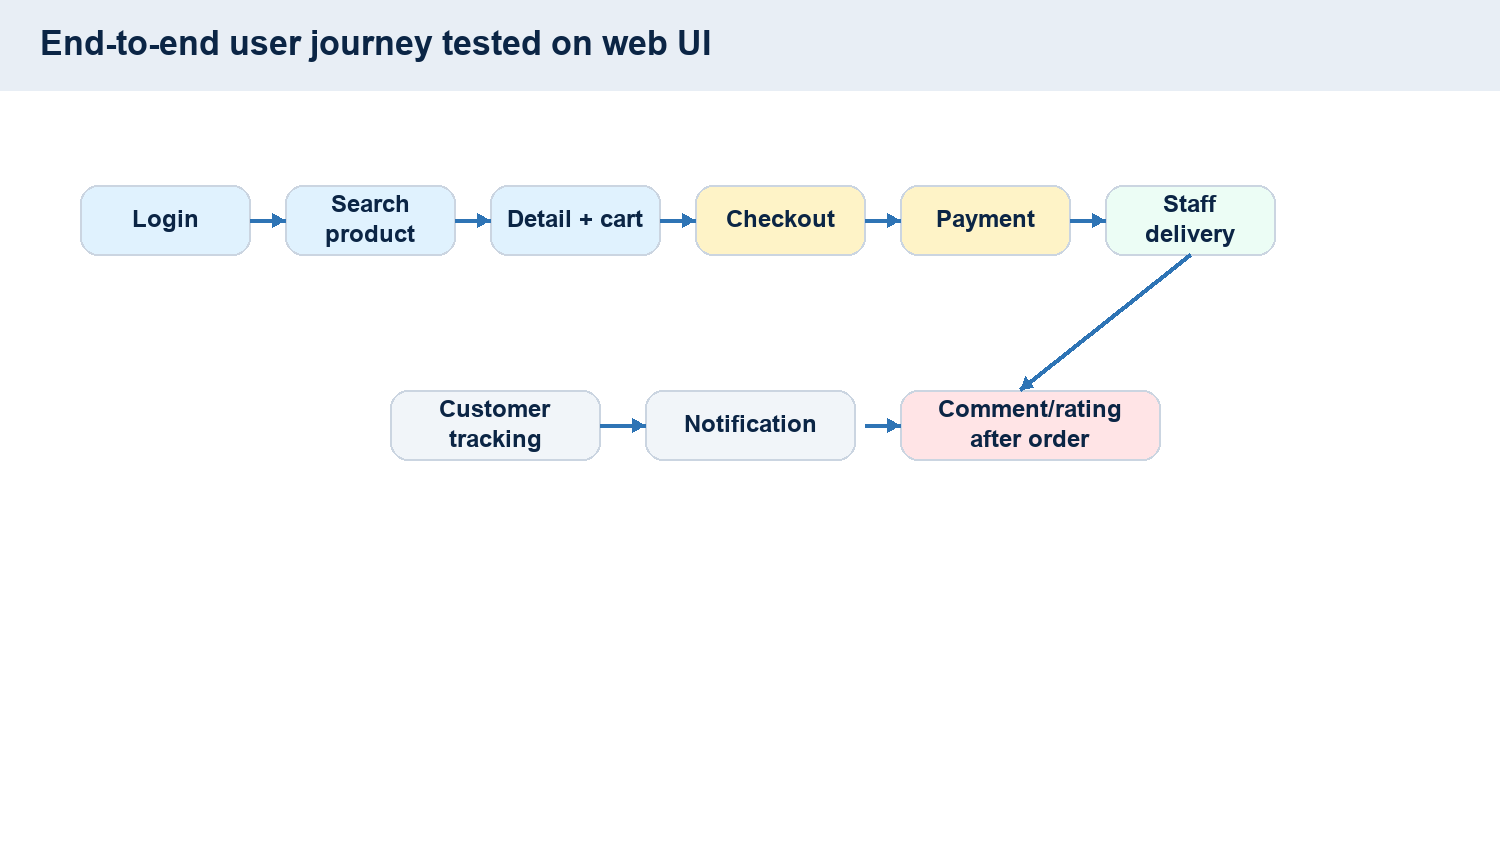 End-to-end user journey tested on web UI
Login
Search
product
Detail + cart
Checkout
Payment
Staff
delivery
Customer
tracking
Notification
Comment/rating
after order